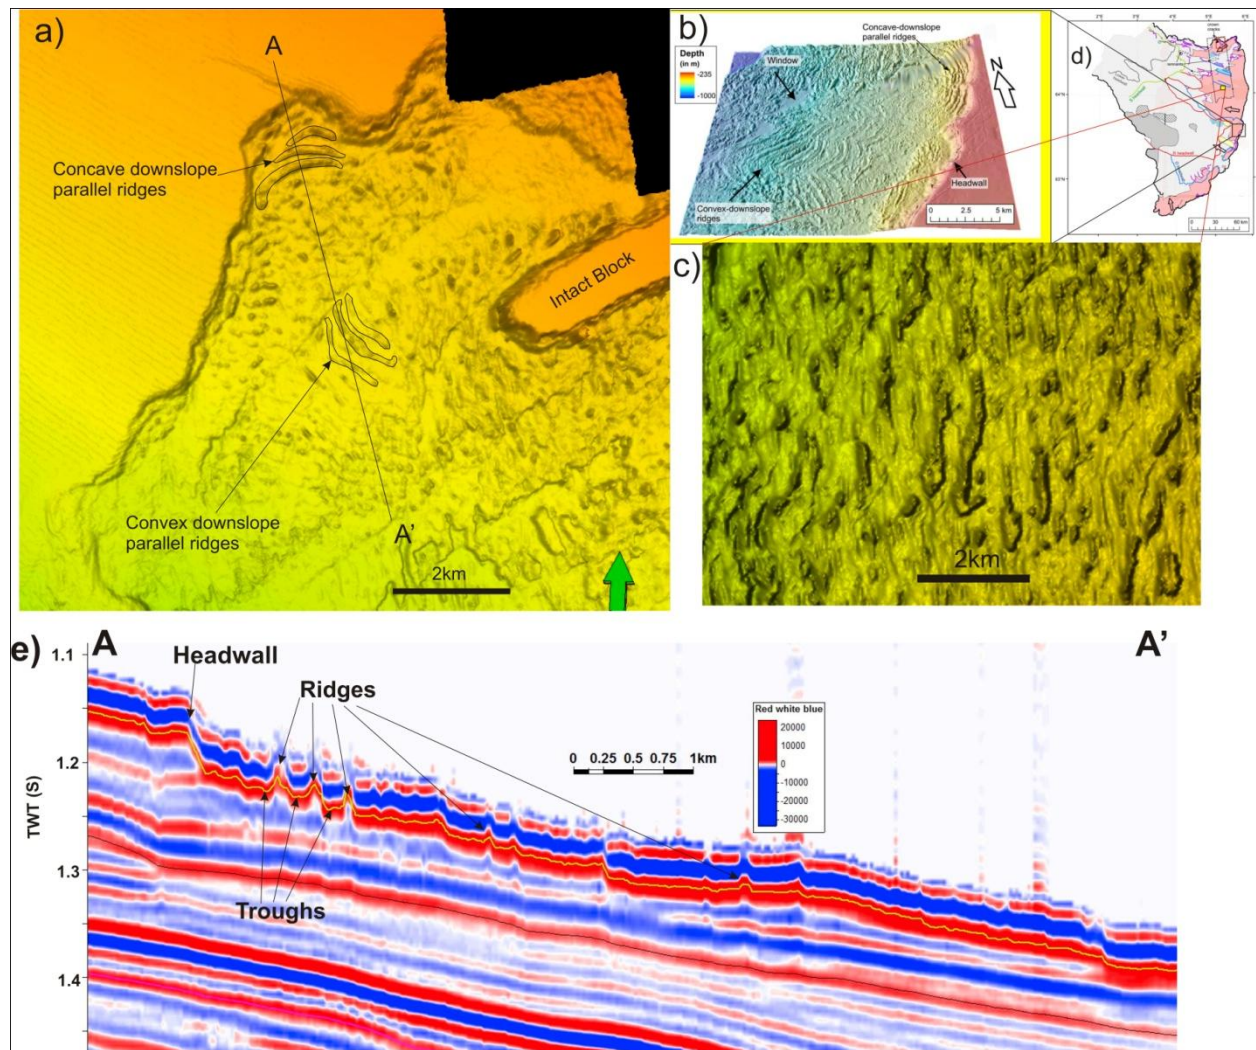 a)
A
Concave downslope
parallel ridges
Intact Block
Convex downslope
parallel ridges
A'
2km
b)
Depth
(in m)
-235
-1000
Window
Concave-downslope
parallel ridges
N
Convex-downslope
ridges
Headwall
0 2.5 5 km
d)
64°N
63°N
c)
2km
e)
A
A'
1.1
1.2
1.3
1.4
TWT (S)
Headwall
Ridges
Troughs
0 0.25 0.5 0.75 1km
Red white blue
20000
10000
0
-10000
-20000
-30000